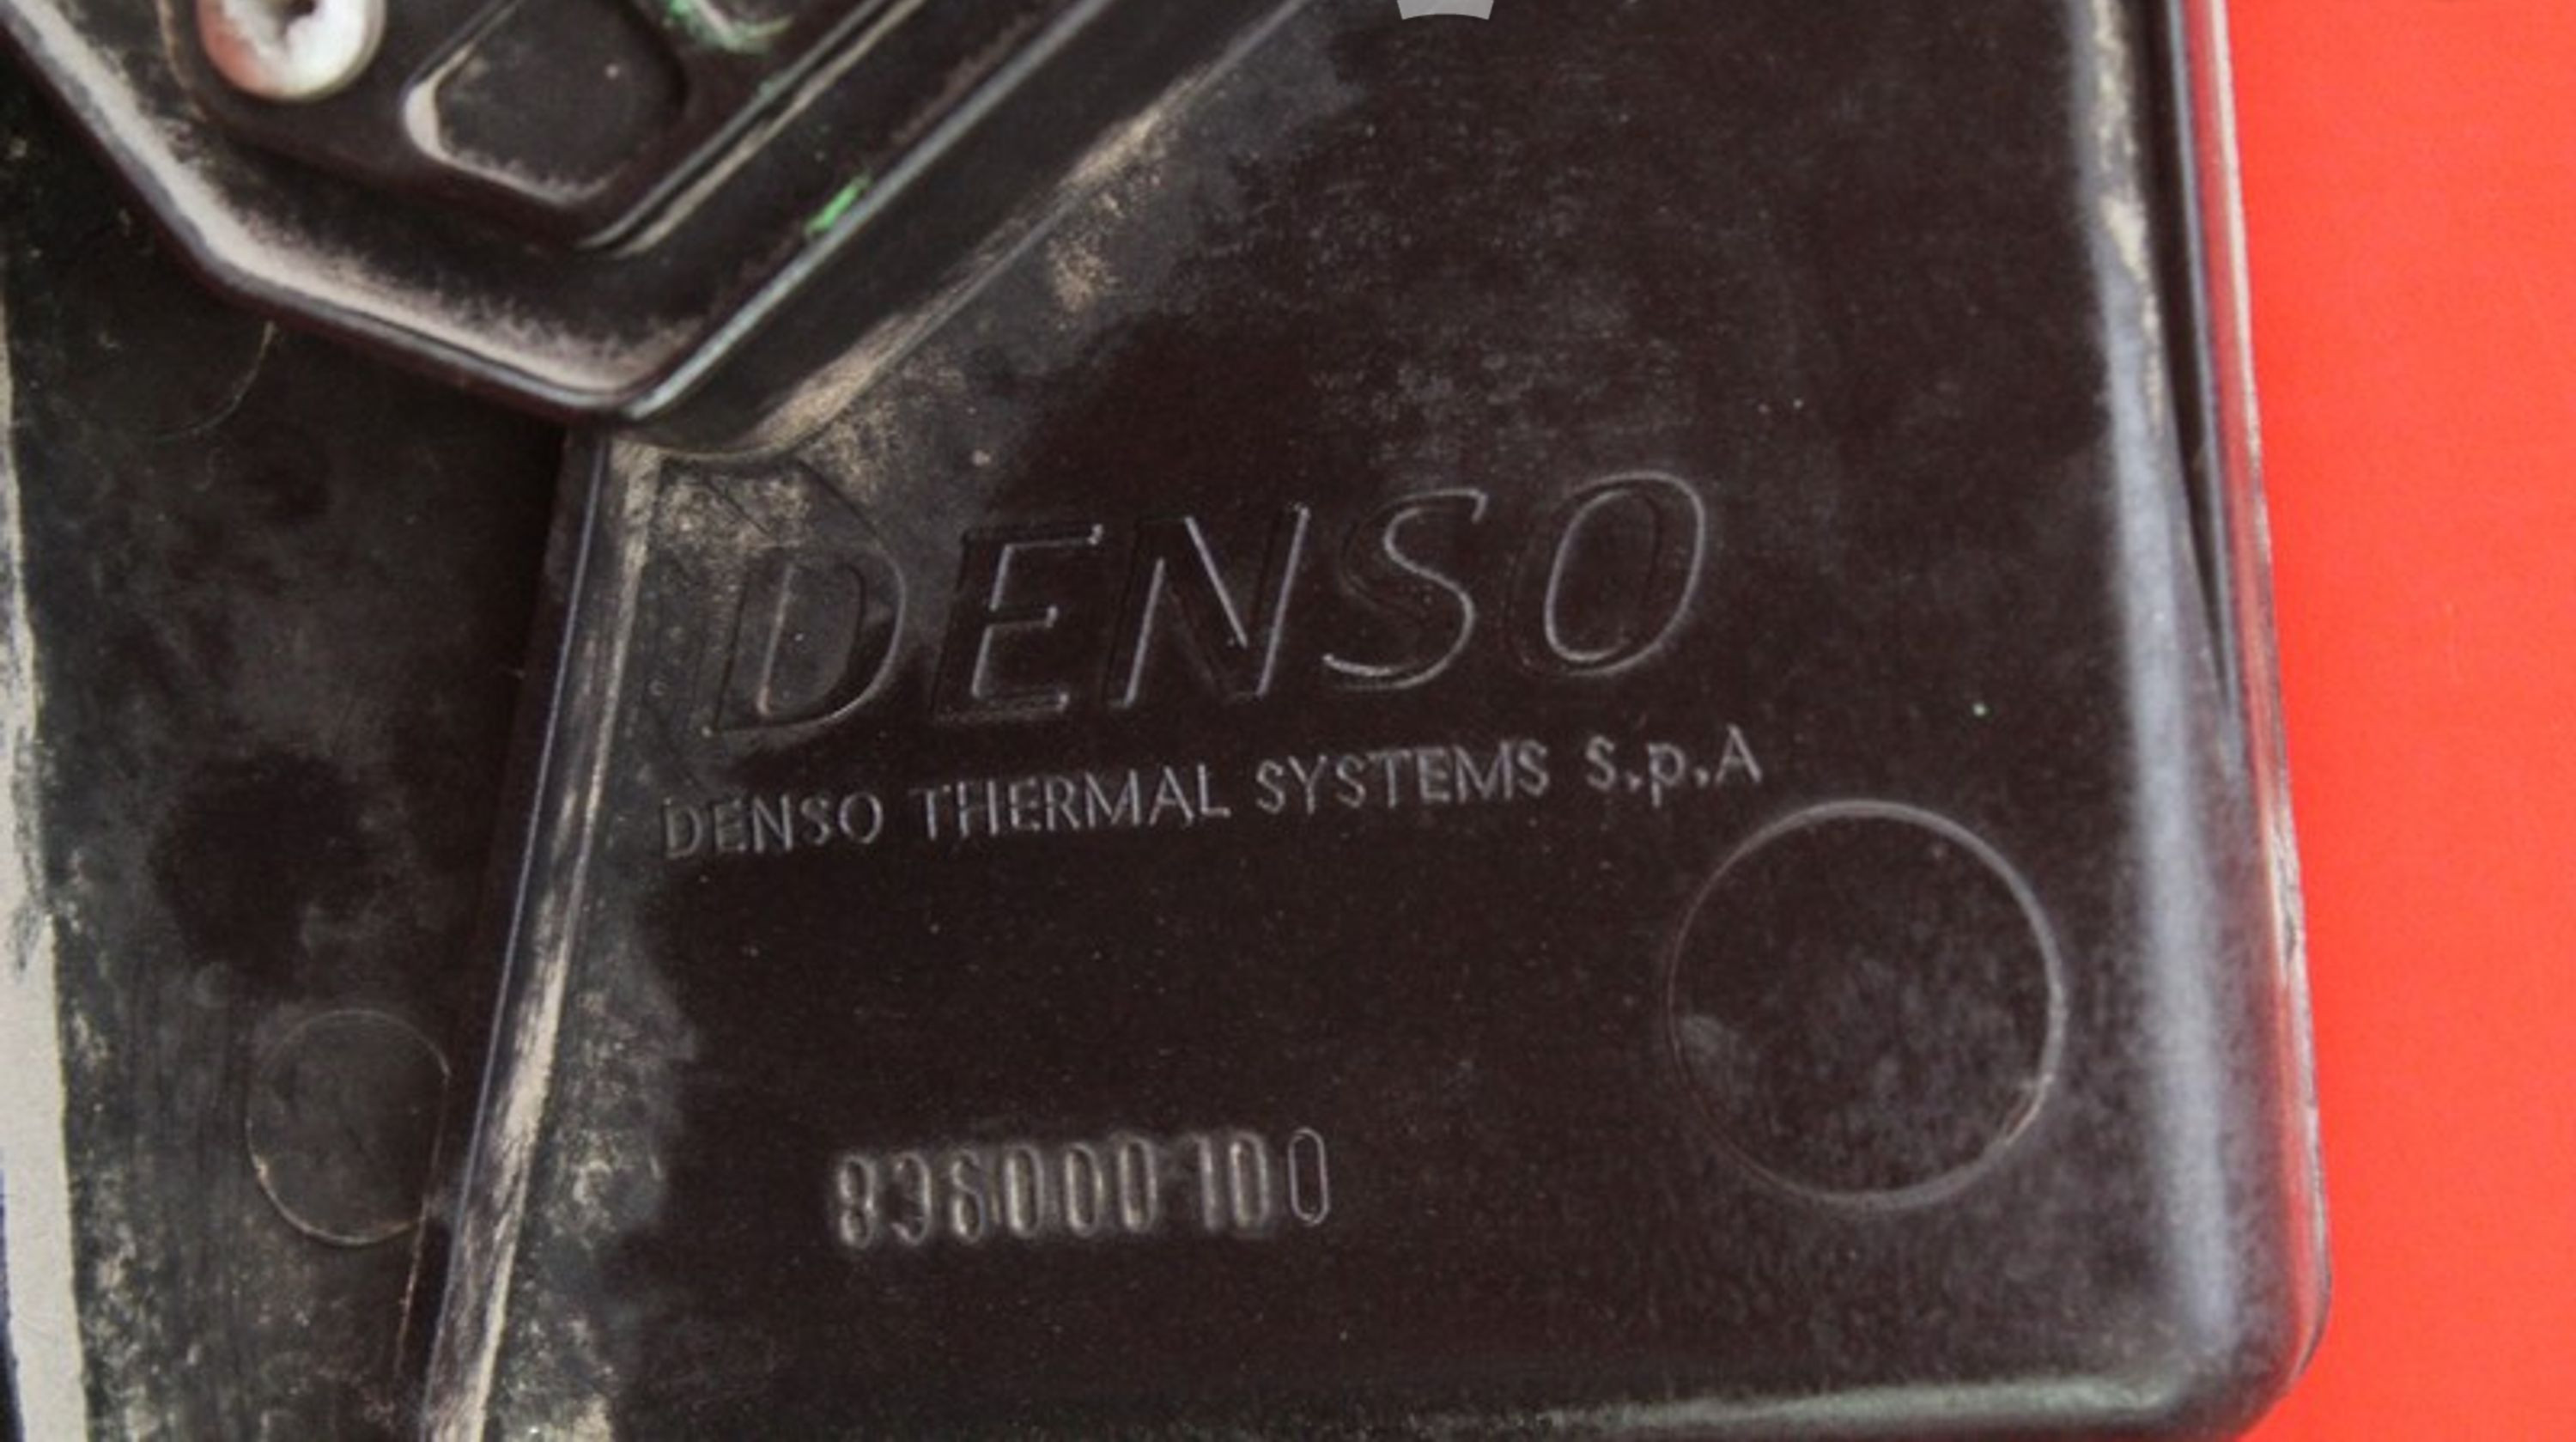 DENSO
DENSO THERMAL SYSTEMS S.p.A
836000100